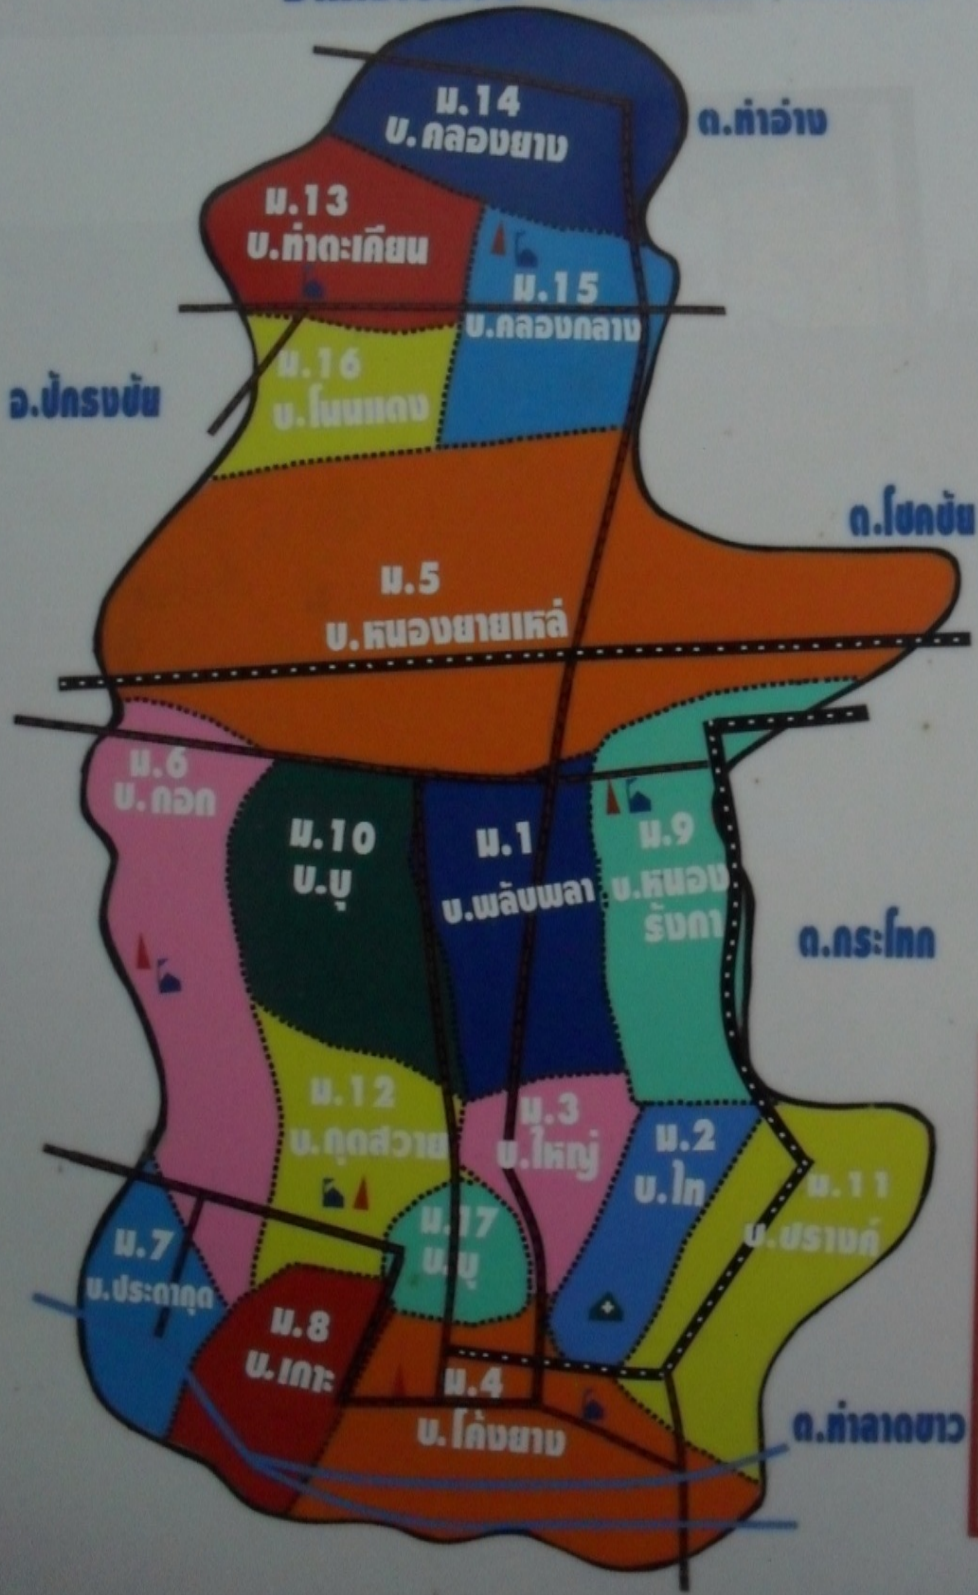 ม.14
บ.คลองยาง
ต.ท่าอ่าง
ม.13
บ.ท่าตะเคียน
ม.15
บ.คลองกลาง
ม.16
บ.โนนแดง
อ.ปักธงชัย
ต.โชคชัย
ม.5
บ.หนองยายเหล่
ม.6
บ.กอก
ม.10
บ.บุ
ม.1
บ.พลับพลา
ม.9
บ.หนอง
รังกา
ต.กระโทก
ม.12
บ.กุดสวาย
ม.3
บ.ใหญ่
ม.2
บ.ไท
ม.11
บ.ปรางค์
ม.17
บ.บุ
ม.7
บ.ประดากุด
ม.8
บ.เกาะ
ม.4
บ.โค้งยาง
ต.ท่าลาดขาว